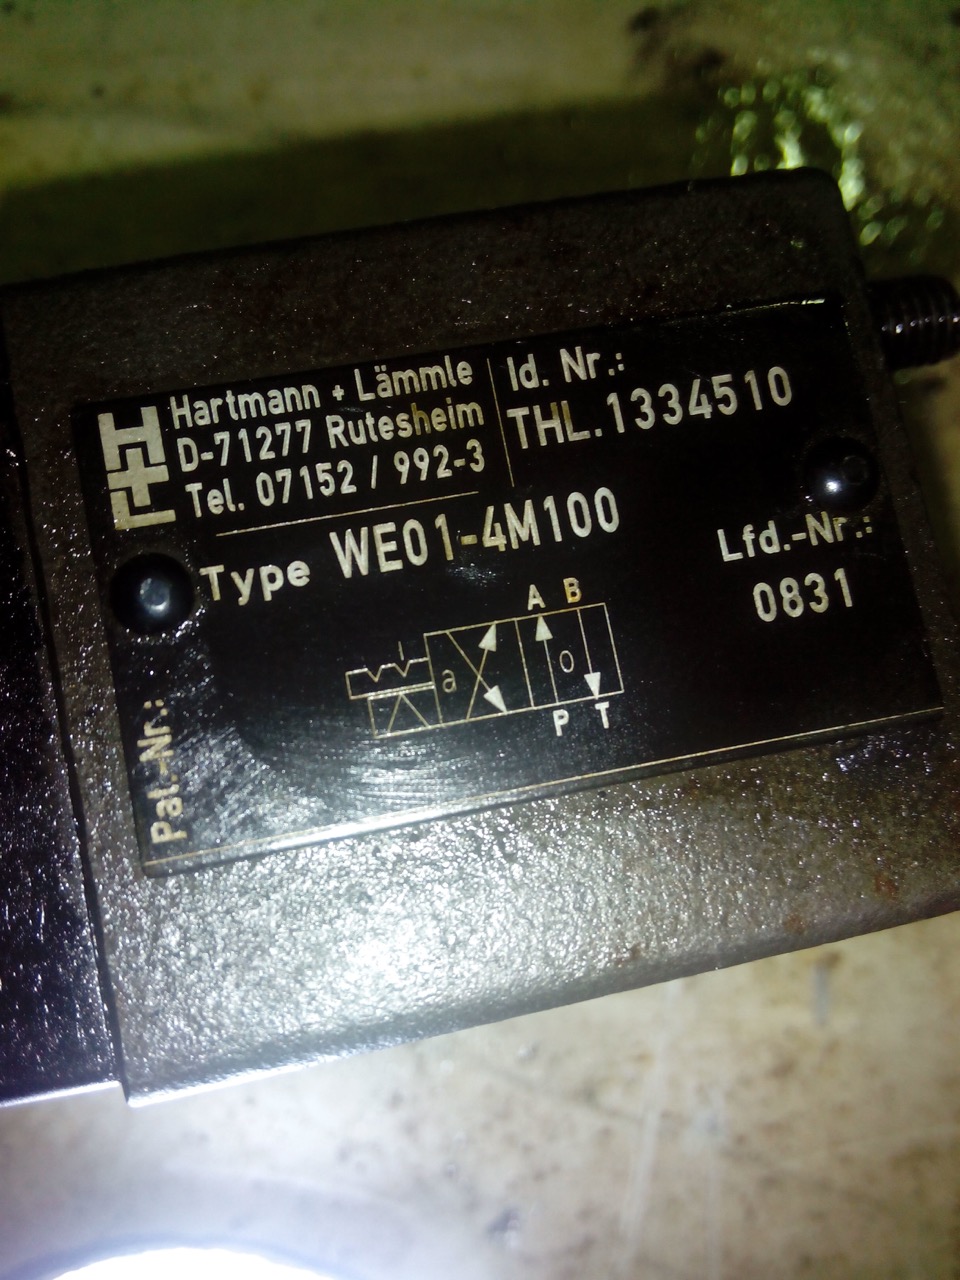 Hartmann + Lämmle
D-71277 Rutesheim
Tel. 07152 / 992-3
Id. Nr.:
THL.1334510
Type WE01-4M100
Lfd.-Nr.:
0831
A B
a o
P T
Pat.-Nr.: